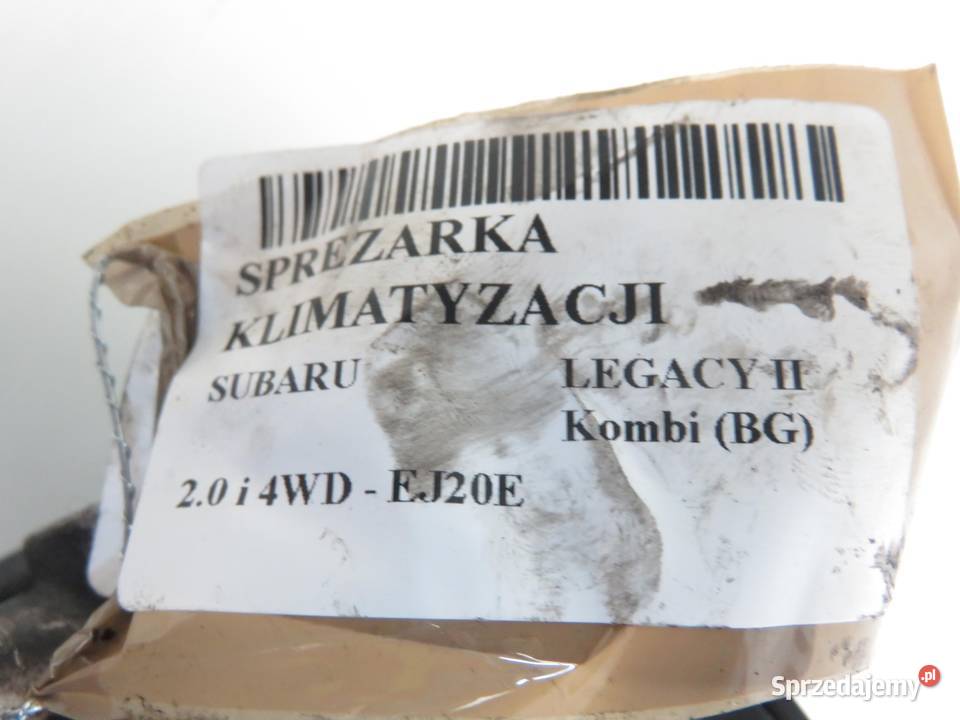 SPREZARKA
KLIMATYZACJI
SUBARU LEGACY II
Kombi (BG)
2.0 i 4WD - EJ20E
Sprzedajemy.pl